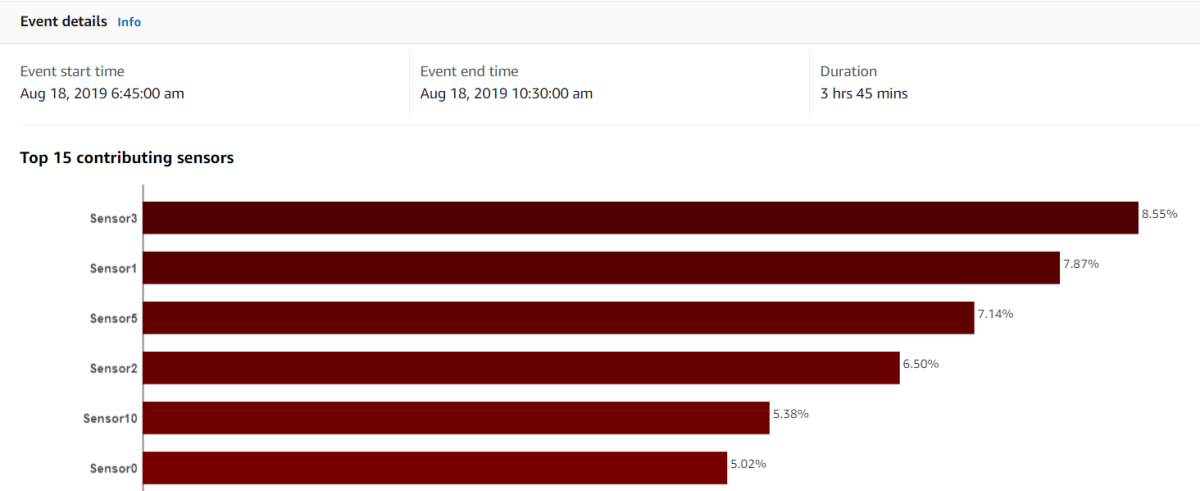 Event details Info
Event start time
Aug 18, 2019 6:45:00 am
Event end time
Aug 18, 2019 10:30:00 am
Duration
3 hrs 45 mins
Top 15 contributing sensors
Sensor3 8.55%
Sensor1 7.87%
Sensor5 7.14%
Sensor2 6.50%
Sensor10 5.38%
Sensor0 5.02%